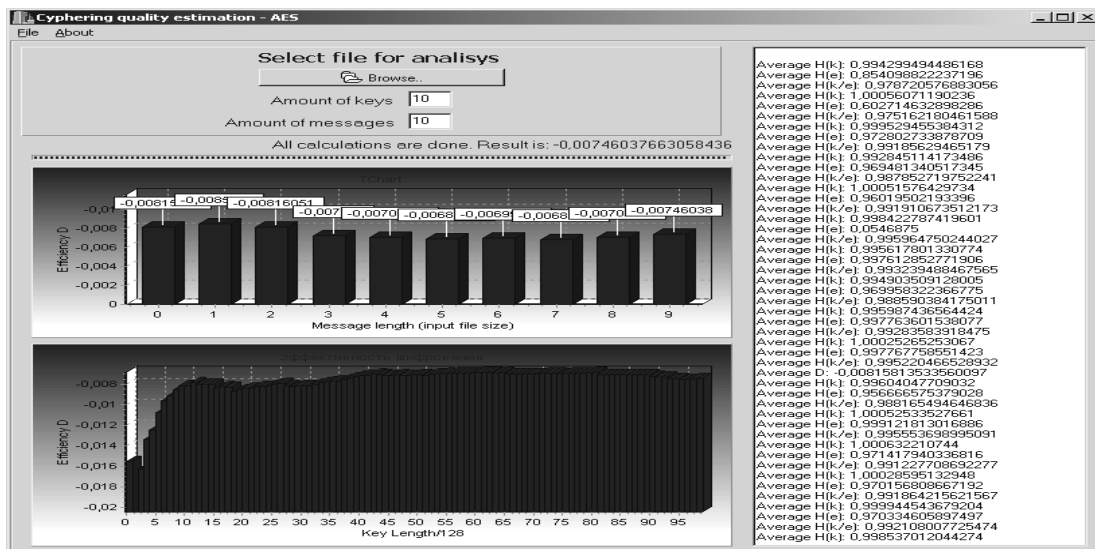 Cyphering quality estimation - AES
File About
Select file for analisys
Browse..
Amount of keys 10
Amount of messages 10
All calculations are done. Result is: -0,00746037663058436
TChart
-0,00816051
-0,00746038
Efficiency D
-0,01
-0,008
-0,006
-0,004
-0,002
0
0 1 2 3 4 5 6 7 8 9
Message length (input file size)
Эффективность шифрования
Efficiency D
-0,008
-0,01
-0,012
-0,014
-0,016
-0,018
-0,02
0 5 10 15 20 25 30 35 40 45 50 55 60 65 70 75 80 85 90 95
Key Length/128
Average H(k): 0,994299494486168
Average H(e): 0,854098822237196
Average H(k/e): 0,978720576883056
Average H(k): 1,00056071190236
Average H(e): 0,602714632898286
Average H(k/e): 0,975162180461588
Average H(k): 0,999529455384312
Average H(e): 0,972802733878709
Average H(k/e): 0,99185629465179
Average H(k): 0,992845114173486
Average H(e): 0,969481340517345
Average H(k/e): 0,987852719752241
Average H(k): 1,000515764297​34
Average H(e): 0,96019502193396
Average H(k/e): 0,991910673512173
Average H(k): 0,998422787419601
Average H(e): 0,0546875
Average H(k/e): 0,995964750244027
Average H(k): 0,995617801330774
Average H(e): 0,997612852771906
Average H(k/e): 0,993239488467565
Average H(k): 0,994903509128005
Average H(e): 0,969958322366775
Average H(k/e): 0,988590384175011
Average H(k): 0,995987436564424
Average H(e): 0,997763601538077
Average H(k/e): 0,99283583918475
Average H(k): 1,00025265253067
Average H(e): 0,997767758551423
Average H(k/e): 0,995220466528932
Average D: -0,0081581353356​0097
Average H(k): 0,99604047709032
Average H(e): 0,956666575379028
Average H(k/e): 0,988165494646836
Average H(k): 1,00052533527661
Average H(e): 0,999121813016886
Average H(k/e): 0,995553698995091
Average H(k): 1,000632210744
Average H(e): 0,971417940336816
Average H(k/e): 0,991227708692277
Average H(k): 1,00028595132948
Average H(e): 0,970156808667192
Average H(k/e): 0,991864215621567
Average H(k): 0,999944543679204
Average H(e): 0,970334605897497
Average H(k/e): 0,992108007725474
Average H(k): 0,998537012044274